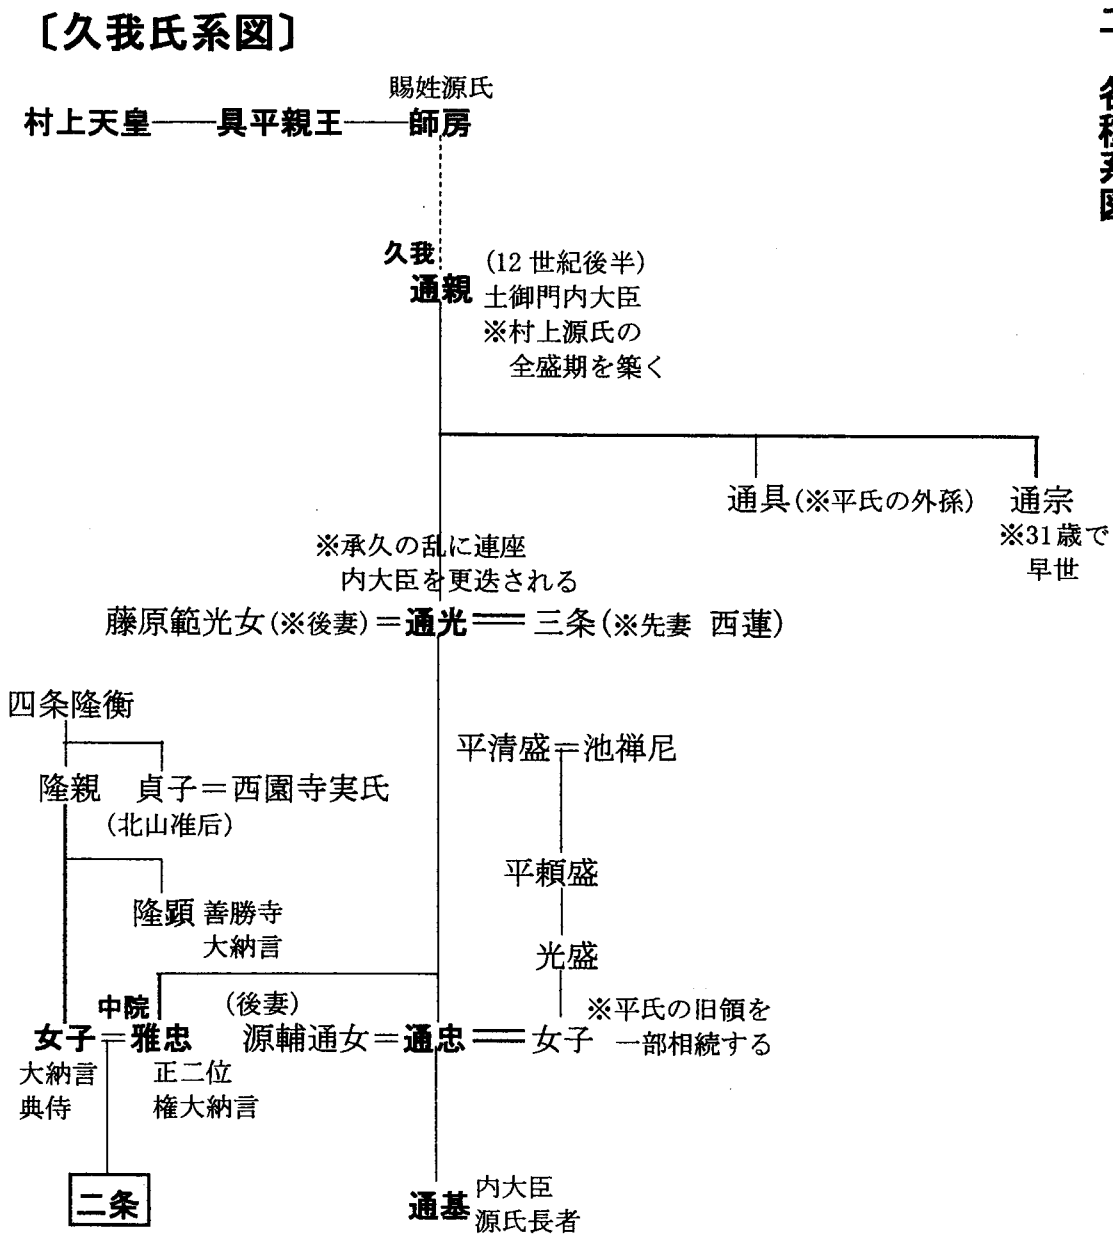 〔久我氏系図〕
賜姓源氏
村上天皇 具平親王 師房
久我
通親
(12世紀後半)
土御門内大臣
※村上源氏の
全盛期を築く
通具(※平氏の外孫)
通宗
※31歳で
早世
※承久の乱に連座
内大臣を更迭される
藤原範光女(※後妻)＝通光＝三条(※先妻 西蓮)
四条隆衡
隆親 貞子＝西園寺実氏
(北山准后)
隆顕 善勝寺
大納言
平清盛＝池禅尼
平頼盛
光盛
中院
女子＝雅忠
大納言
典侍
正二位
権大納言
(後妻)
源輔通女＝通忠＝女子
※平氏の旧領を
一部相続する
二条
通基
内大臣
源氏長者